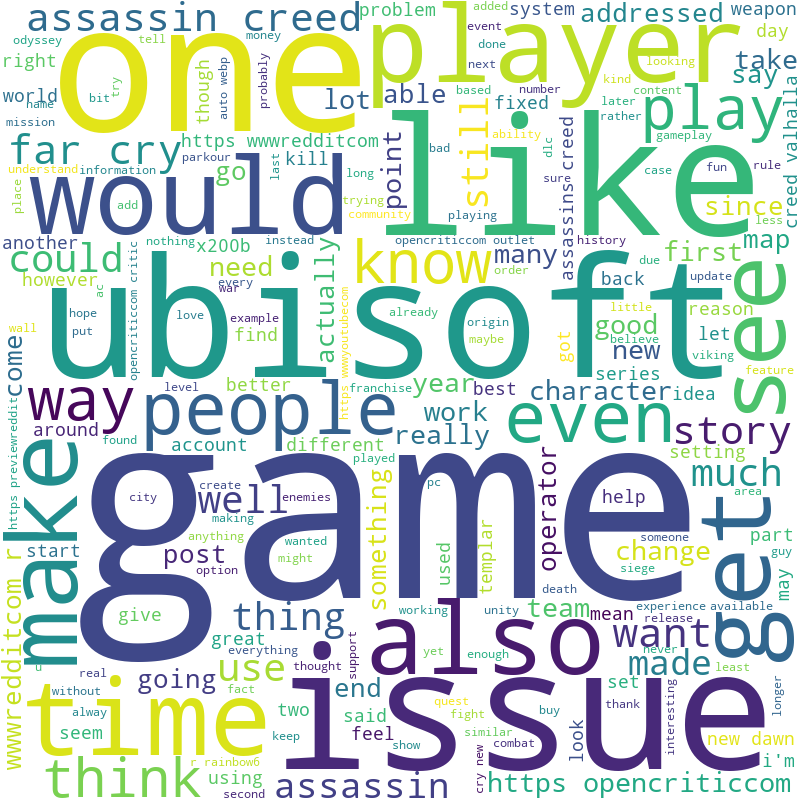 odyssey
added
event
tell
money
done
next
try
name
bit
mission
assassin creed
one
player
problem
system
weapon
addressed
looking
number
based
kind
content
later
rather
day
take
say
right
world
though
auto webp
probably
lot
able
fixed
play
https wwwredditcom
far cry
parkour
kill
go
last
long
point
still
ability
bad
dlc
sure
gameplay
case
fun
rule
creed valhalla
understand
information
place
add
would
like
trying
community
playing
assassinse creed
since
less
another
nothing
instead
opencriticcom outlet
history
many
first
map
could
x200b
however
need
every
war
order
know
due
update
back
reason
opencriticcom critic
ac
hope
put
love
example
find
actually
already
origin
maybe
little
got
good
believe
let
viking
see
wall
ubisoft
https wwwyoutubecom
new
series
feature
come
way
level
better
franchise
year
best
character
idea
around
people
work
really
even
story
setting
https previewreddit
found
account
different
played
much
make
create
enemies
city
well
making
game
pc
help
area
get
start
post
anything
wanted
option
might
something
used
templar
operator
someone
siege
change
part
guy
death
may
wwwredditcom r
give
thing
working
unity
team
mean
experience
available
release
also
want
never
great
everything
support
yet
enough
u
real
fact
thought
made
least
without
use
going
end
quest
issue
set
interesting
longer
time
alway
two
said
fight
buy
thank
seem
keep
feel
show
similar
look
new dawn
r rainbow6
using
combat
cry new
i'm
think
second
assassin
https opencriticcom